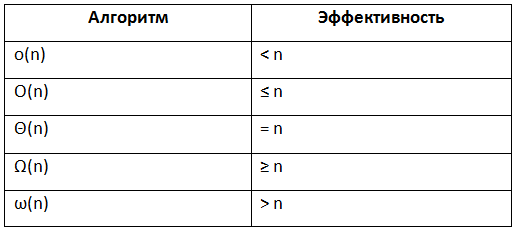 Алгоритм Эффективность
o(n) < n
O(n) ≤ n
Θ(n) = n
Ω(n) ≥ n
ω(n) > n